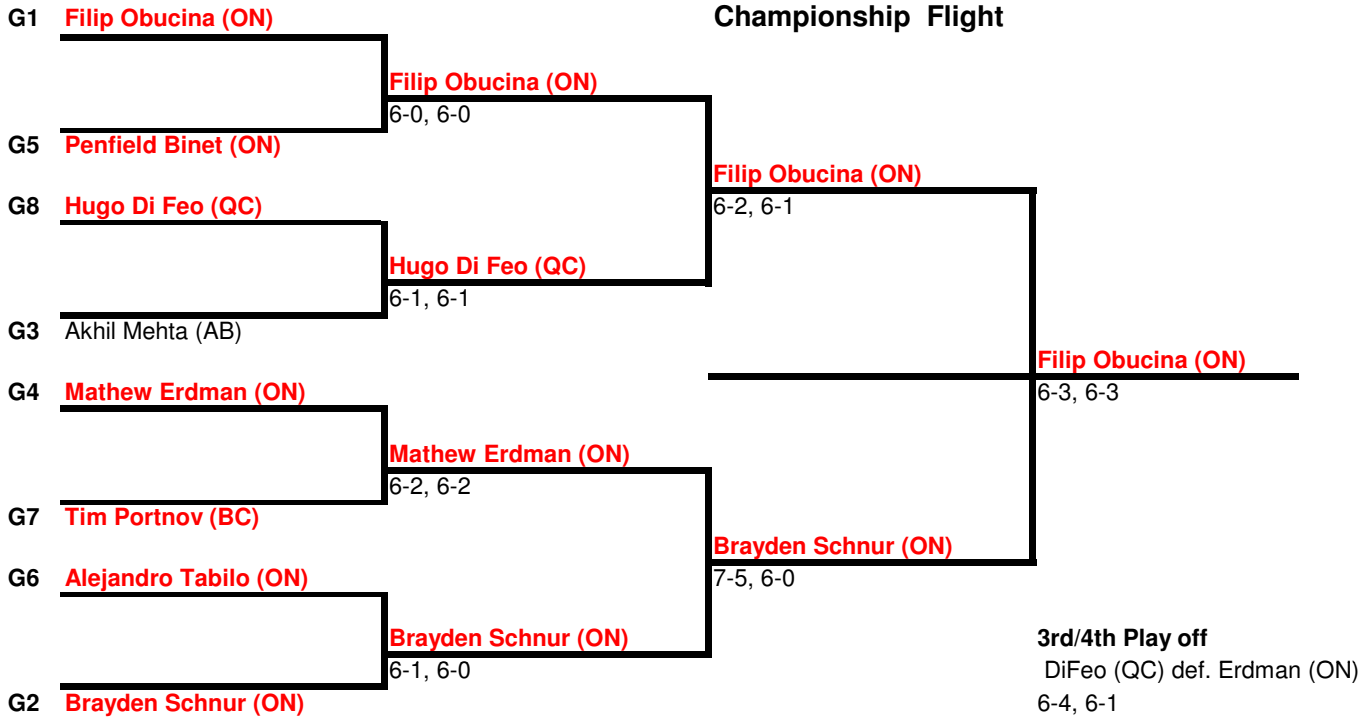 G1 Filip Obucina (ON)
Championship Flight
Filip Obucina (ON)
6-0, 6-0
G5 Penfield Binet (ON)
Filip Obucina (ON)
6-2, 6-1
G8 Hugo Di Feo (QC)
Hugo Di Feo (QC)
6-1, 6-1
G3 Akhil Mehta (AB)
Filip Obucina (ON)
6-3, 6-3
G4 Mathew Erdman (ON)
Mathew Erdman (ON)
6-2, 6-2
G7 Tim Portnov (BC)
Brayden Schnur (ON)
7-5, 6-0
G6 Alejandro Tabilo (ON)
Brayden Schnur (ON)
6-1, 6-0
G2 Brayden Schnur (ON)
3rd/4th Play off
DiFeo (QC) def. Erdman (ON)
6-4, 6-1